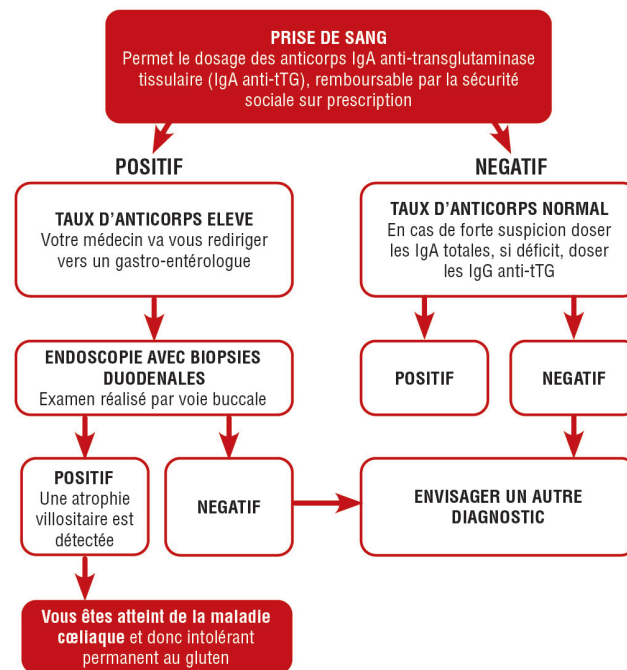 PRISE DE SANG
Permet le dosage des anticorps IgA anti-transglutaminase
tissulaire (IgA anti-tTG), remboursable par la sécurité
sociale sur prescription
POSITIF
NEGATIF
TAUX D'ANTICORPS ELEVE
Votre médecin va vous rediriger
vers un gastro-entérologue
TAUX D'ANTICORPS NORMAL
En cas de forte suspicion doser
les IgA totales, si déficit, doser
les IgG anti-tTG
ENDOSCOPIE AVEC BIOPSIES
DUODENALES
Examen réalisé par voie buccale
POSITIF
NEGATIF
POSITIF
Une atrophie
villositaire est
détectée
NEGATIF
ENVISAGER UN AUTRE
DIAGNOSTIC
Vous êtes atteint de la maladie
cœliaque et donc intolérant
permanent au gluten